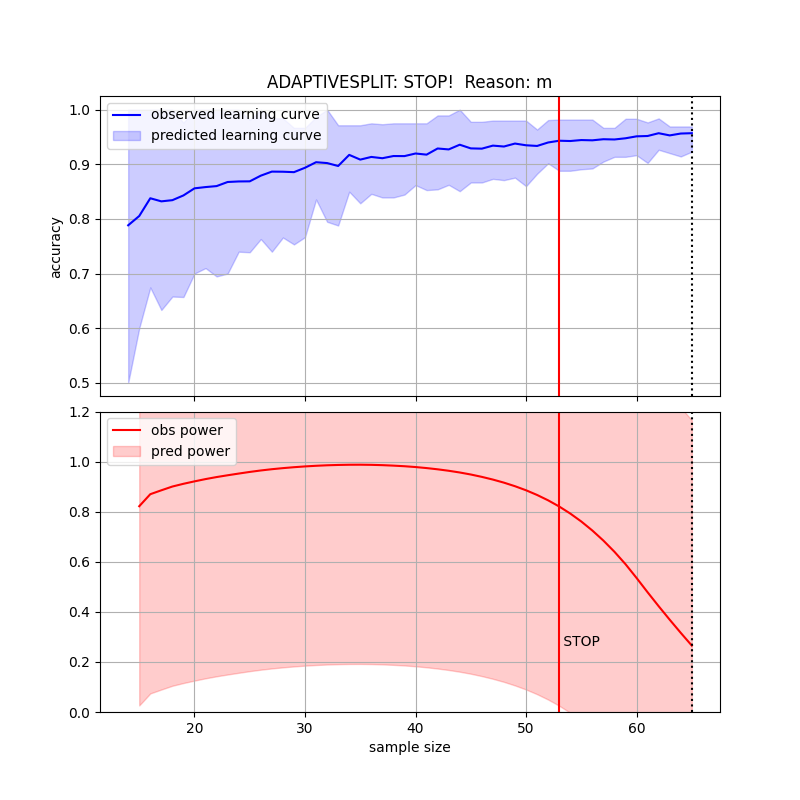 ADAPTIVESPLIT: STOP!  Reason: m
1.0
0.9
0.8
0.7
0.6
0.5
accuracy
observed learning curve
predicted learning curve
1.2
1.0
0.8
0.6
0.4
0.2
0.0
obs power
pred power
STOP
20 30 40 50 60
sample size